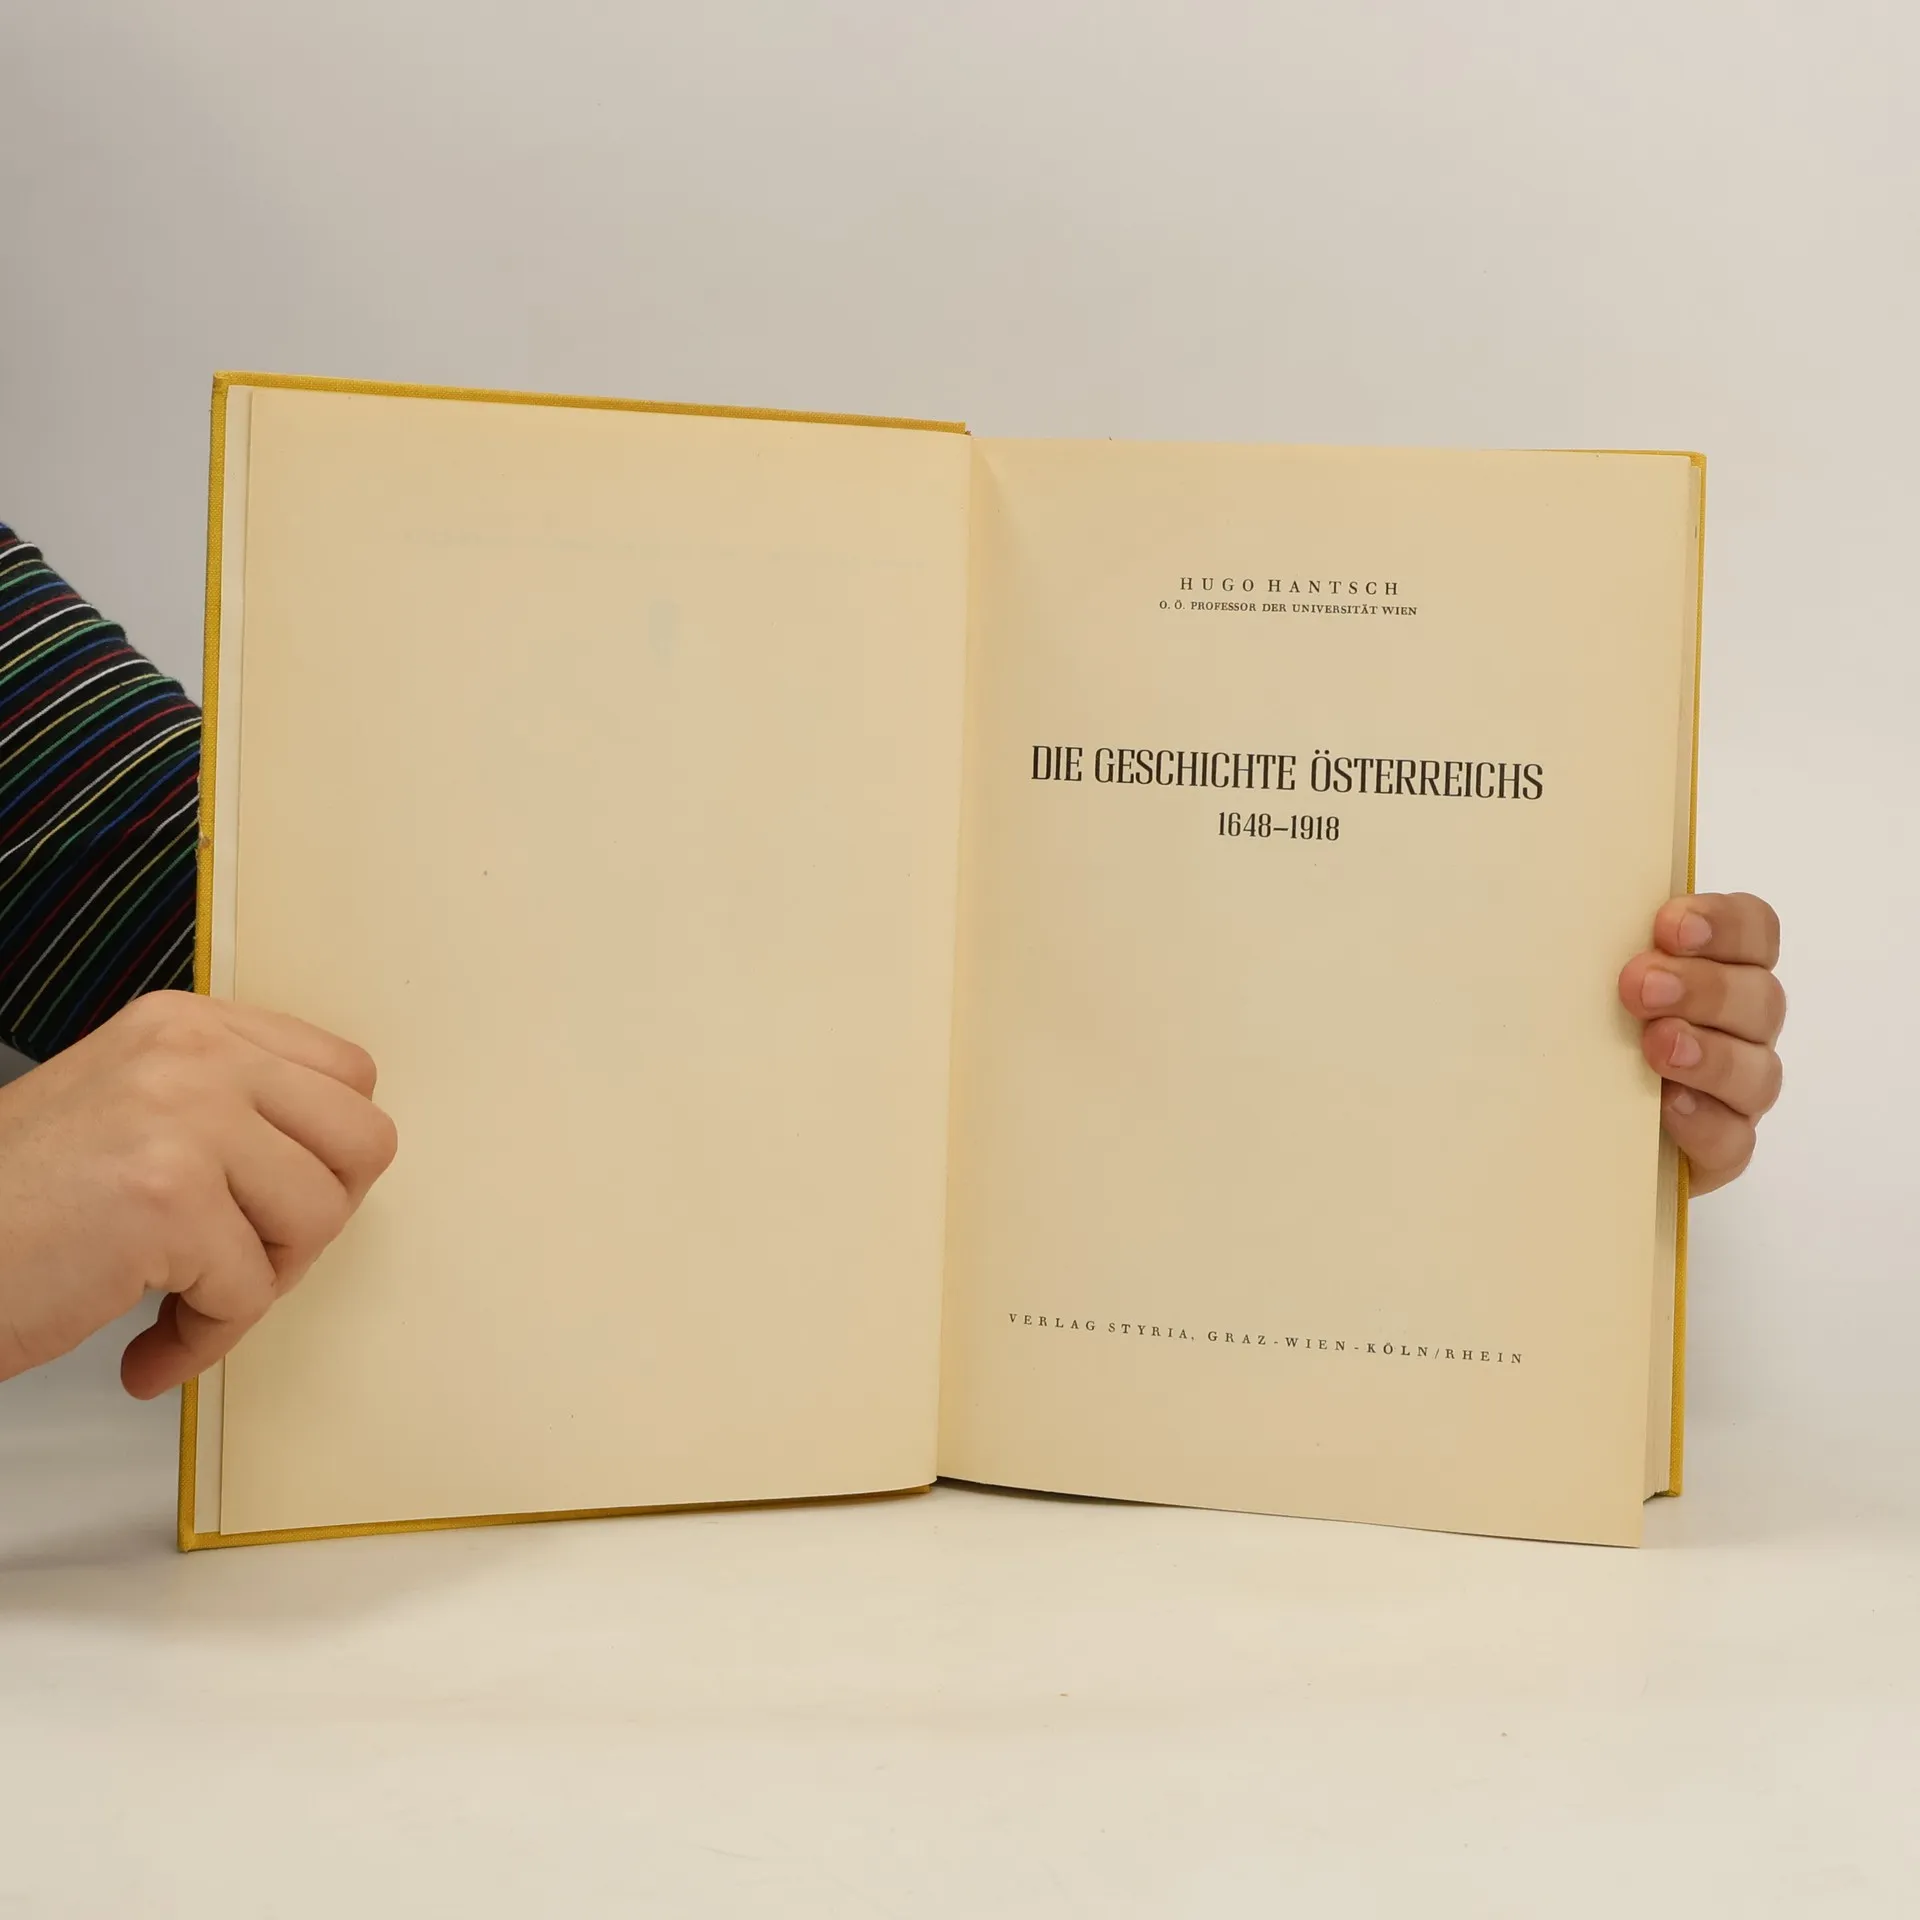 HUGO HANTSCH
O. Ö. PROFESSOR DER UNIVERSITÄT WIEN
DIE GESCHICHTE ÖSTERREICHS
1648–1918
VERLAG STYRIA, GRAZ-WIEN-KÖLN/RHEIN